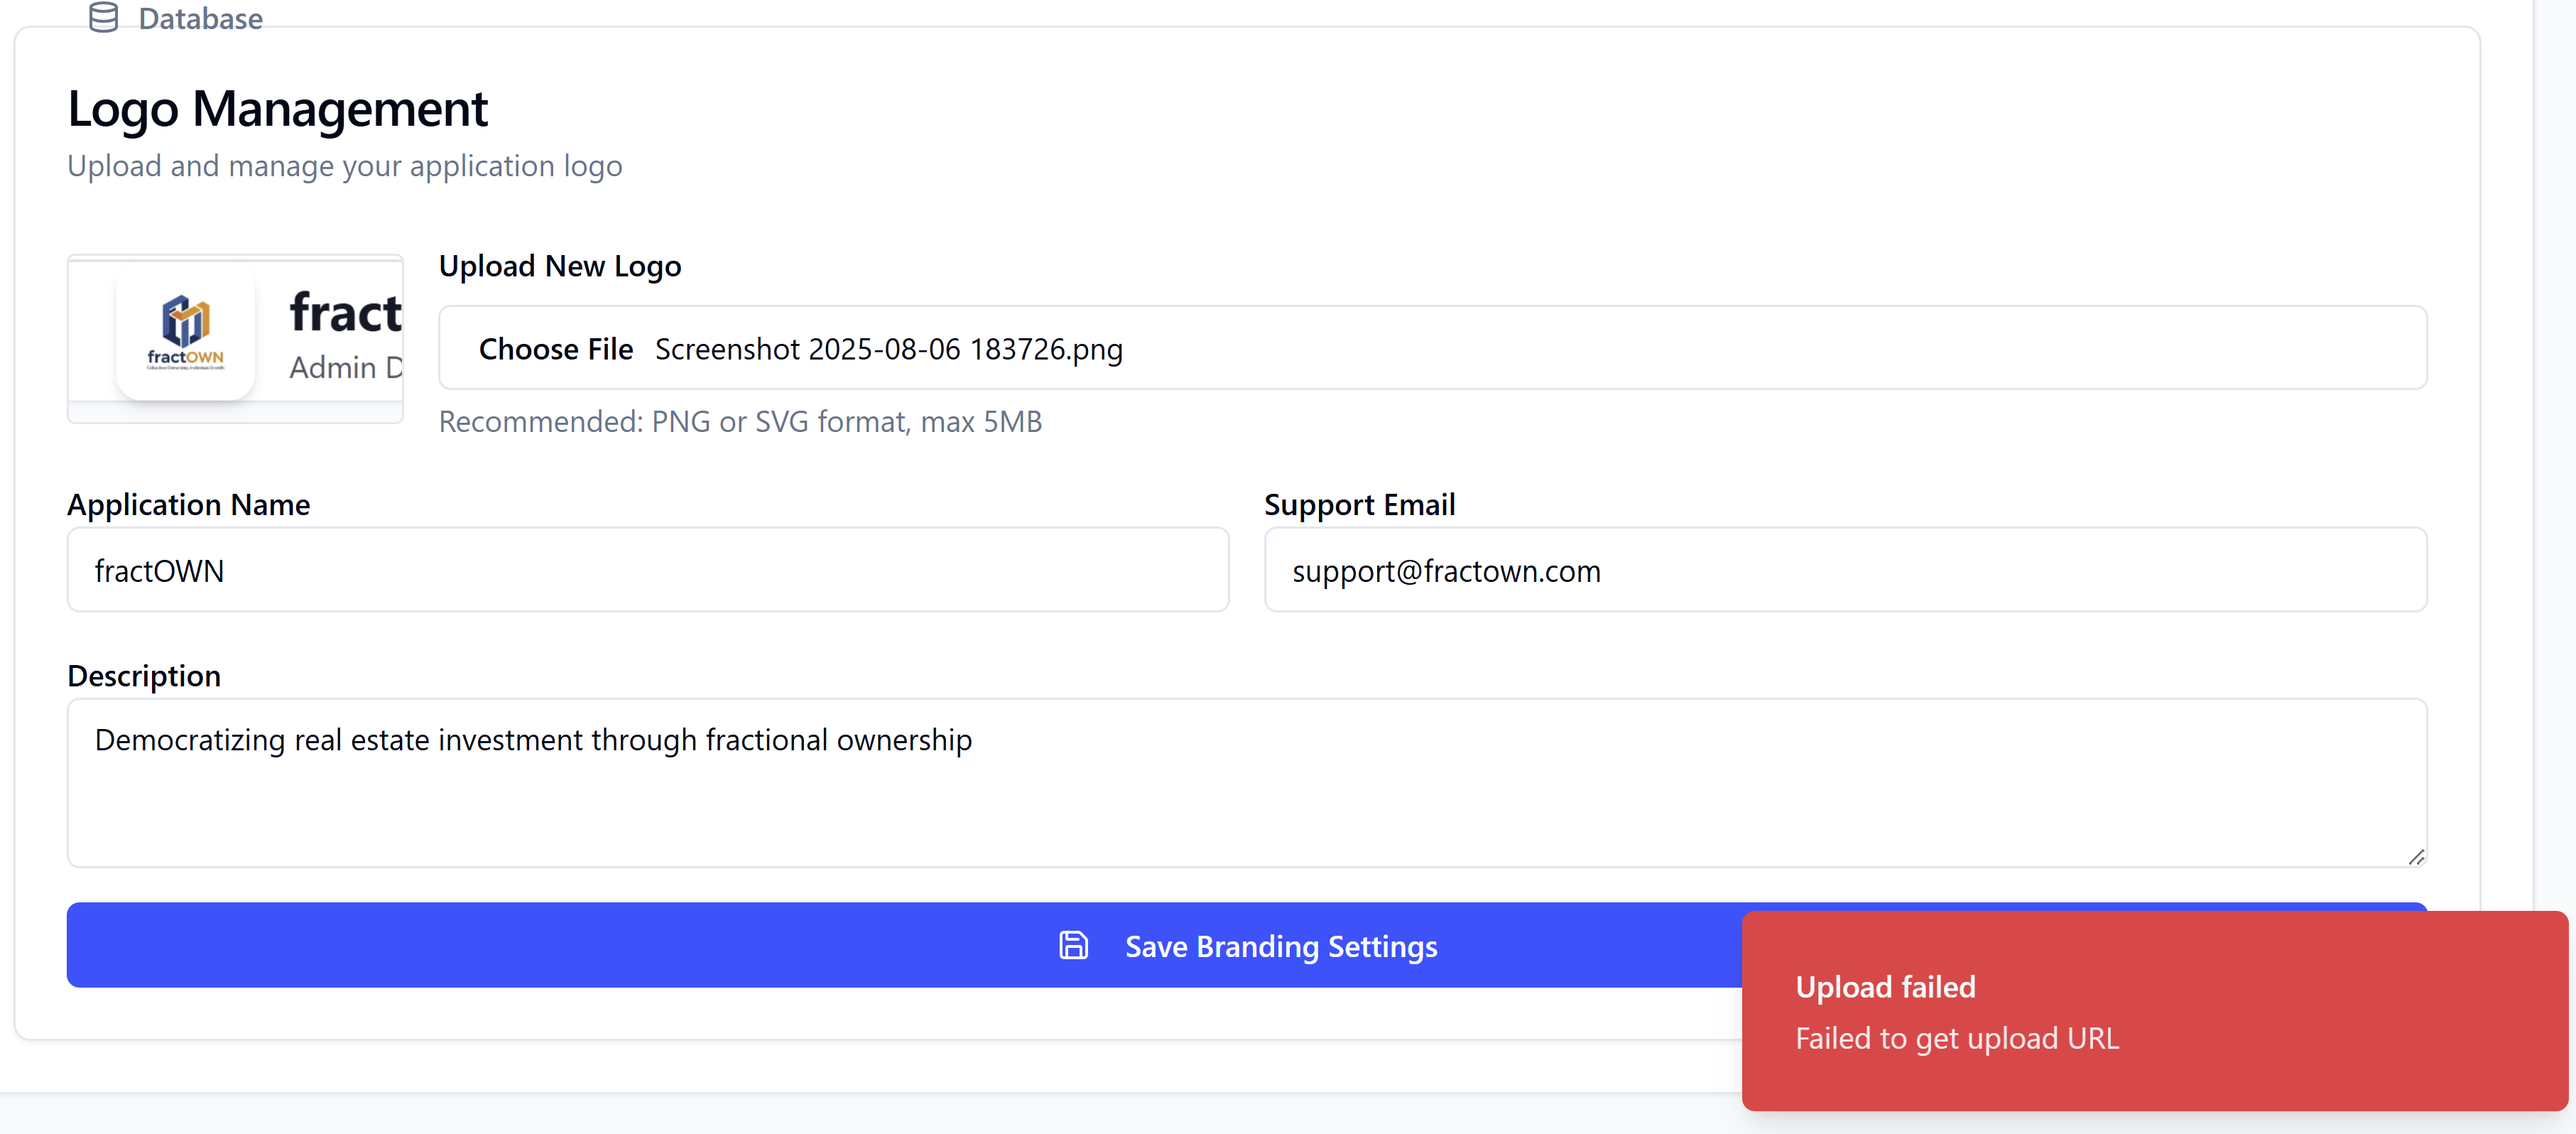 Database
Logo Management
Upload and manage your application logo
fract
Admin D
fractOWN
Upload New Logo
Choose File Screenshot 2025-08-06 183726.png
Recommended: PNG or SVG format, max 5MB
Application Name
fractOWN
Support Email
support@fractown.com
Description
Democratizing real estate investment through fractional ownership
Save Branding Settings
Upload failed
Failed to get upload URL